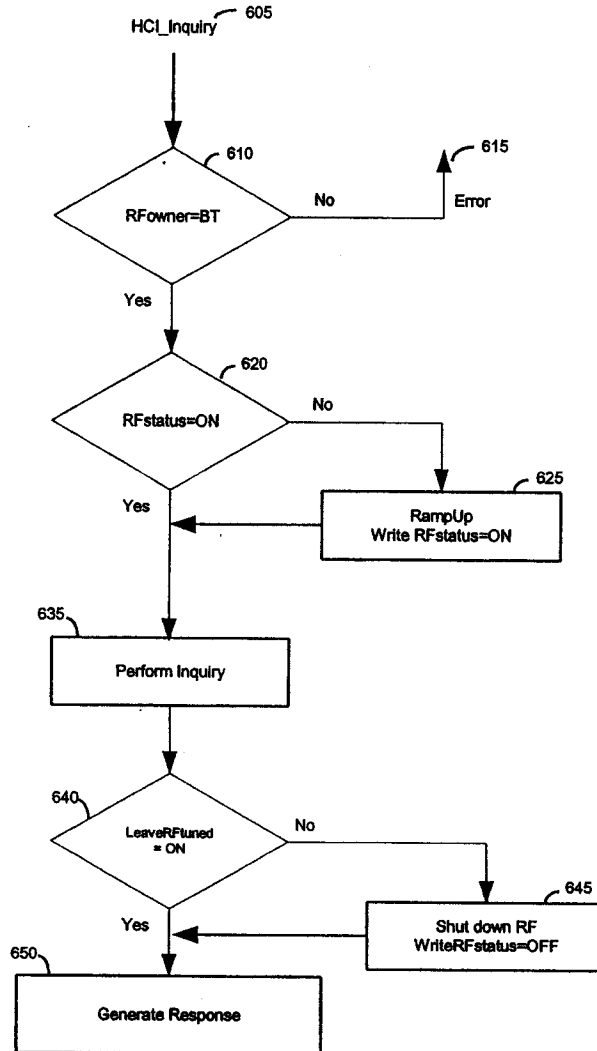 HCI_Inquiry 605
610
RFowner=BT
No
615
Error
Yes
620
RFstatus=ON
No
Yes
625
RampUp
Write RFstatus=ON
635
Perform Inquiry
640
LeaveRFtuned
= ON
No
Yes
645
Shut down RF
WriteRFstatus=OFF
650
Generate Response